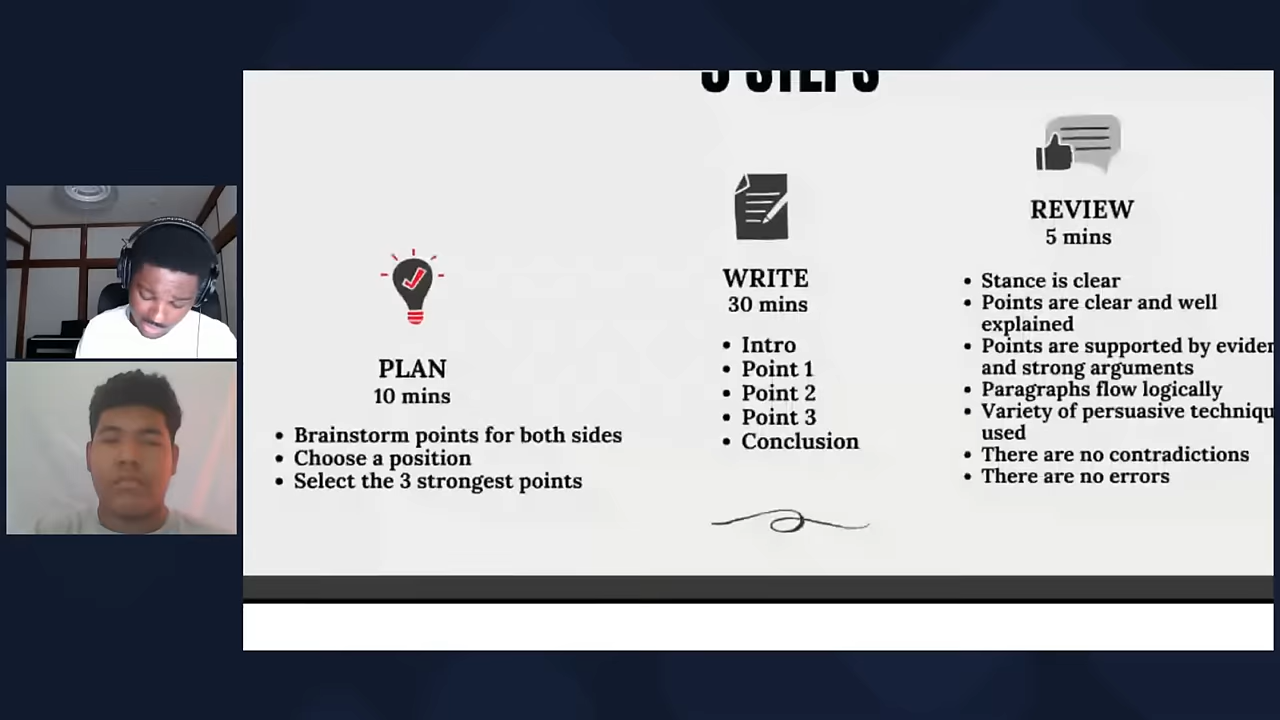 3 STEPS
PLAN
10 mins
• Brainstorm points for both sides
• Choose a position
• Select the 3 strongest points
WRITE
30 mins
• Intro
• Point 1
• Point 2
• Point 3
• Conclusion
REVIEW
5 mins
• Stance is clear
• Points are clear and well
explained
• Points are supported by
and strong arguments
• Paragraphs flow logically
• Variety of persuasive
used
• There are no contradictions
• There are no errors